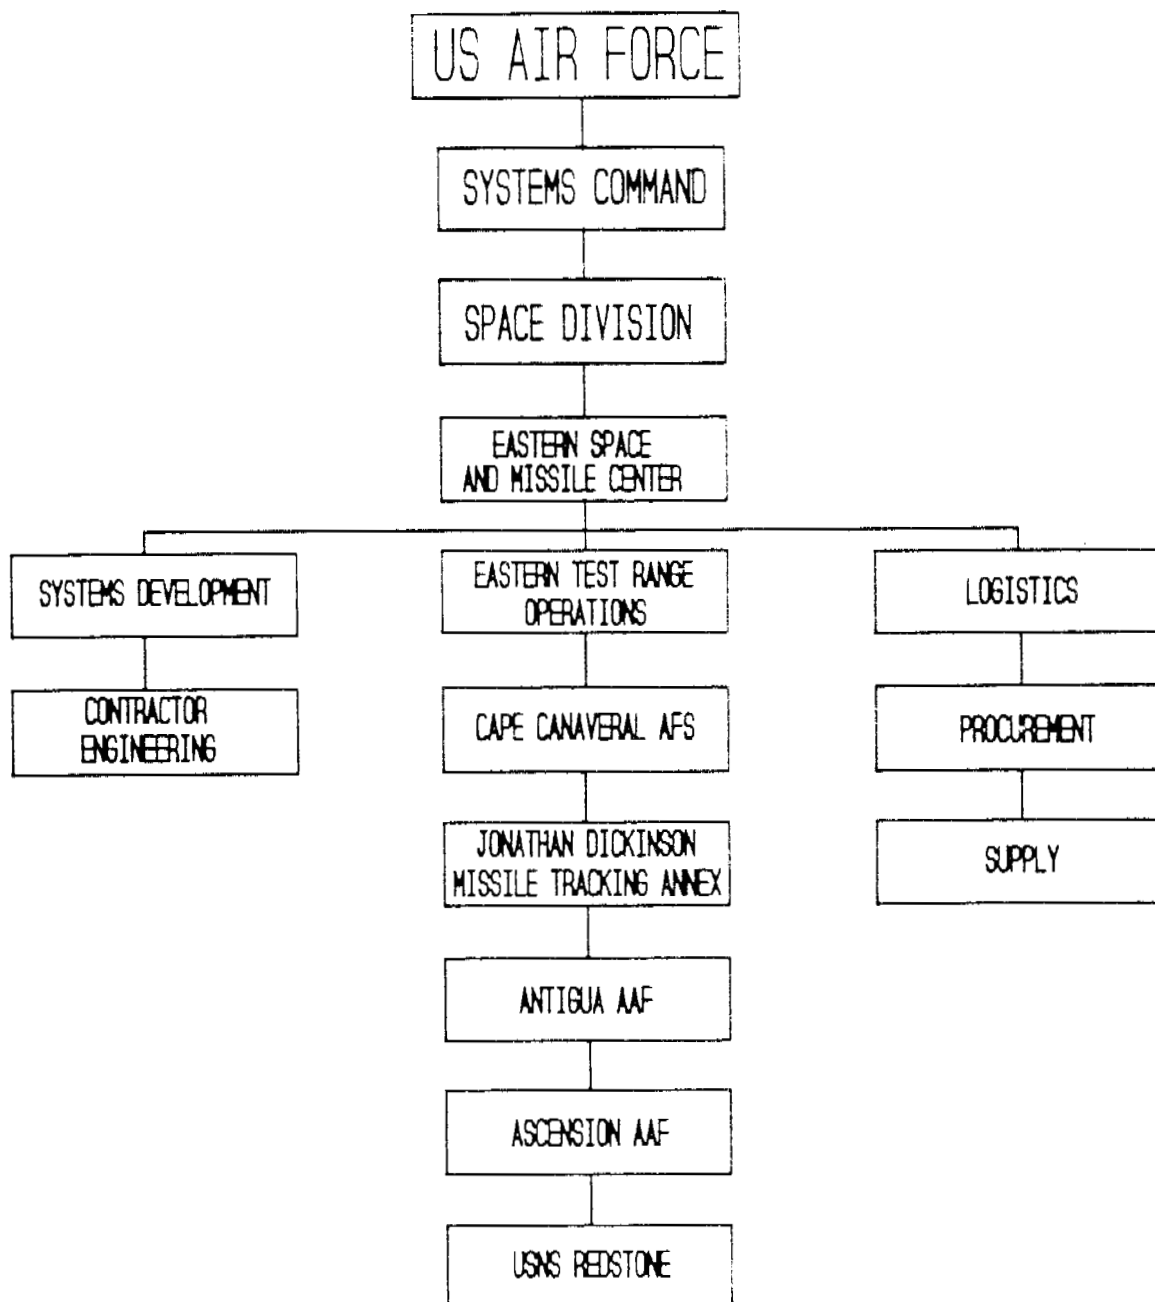 US AIR FORCE
SYSTEMS COMMAND
SPACE DIVISION
EASTERN SPACE
AND MISSILE CENTER
SYSTEMS DEVELOPMENT
EASTERN TEST RANGE
OPERATIONS
LOGISTICS
CONTRACTOR
ENGINEERING
CAPE CANAVERAL AFS
PROCUREMENT
JONATHAN DICKINSON
MISSILE TRACKING ANNEX
SUPPLY
ANTIGUA AAF
ASCENSION AAF
USNS REDSTONE